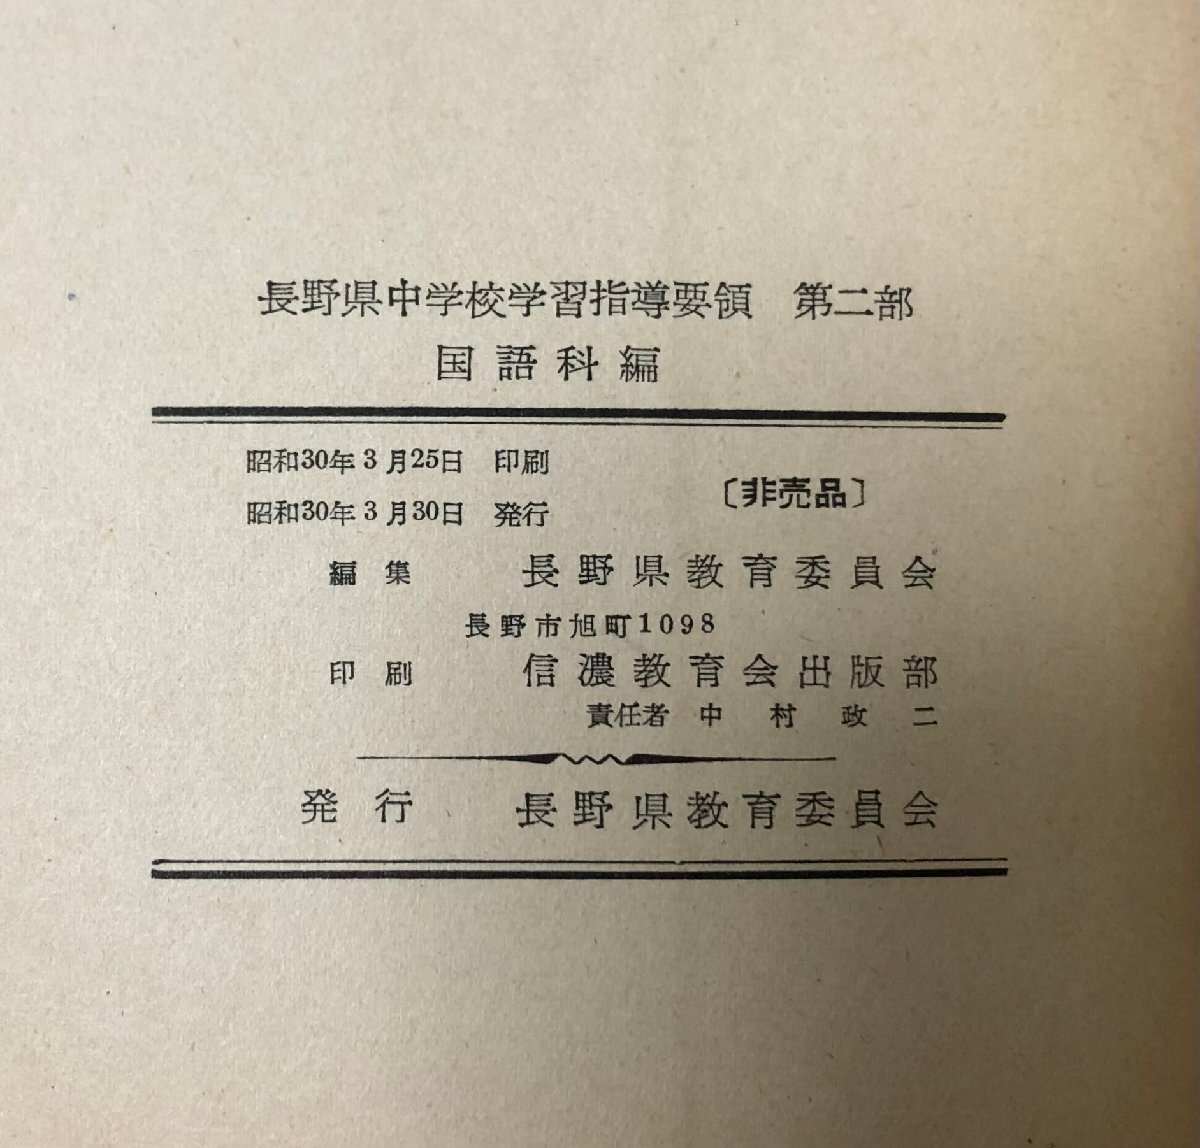 長野県中学校学習指導要領　第二部
国語科編
昭和30年3月25日　印刷
昭和30年3月30日　発行
〔非売品〕
編集　長野県教育委員会
長野市旭町1098
印刷　信濃教育会出版部
責任者　中村政二
発行　長野県教育委員会